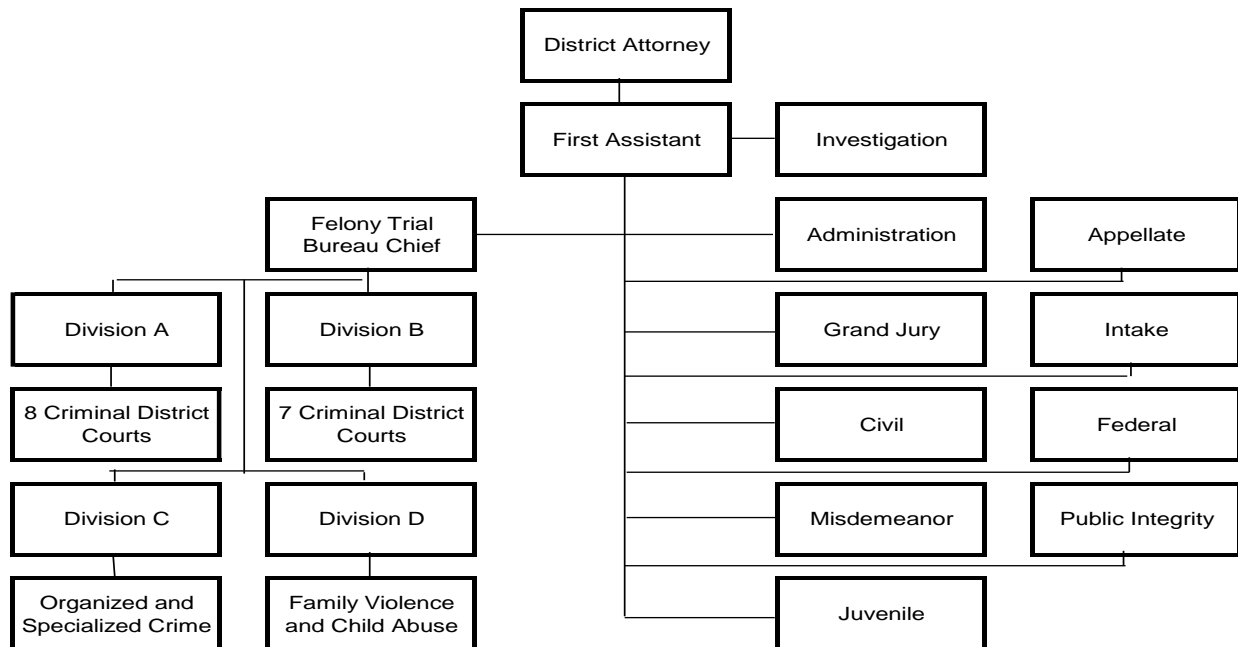 District Attorney
First Assistant
Investigation
Felony Trial
Bureau Chief
Administration
Appellate
Division A
Division B
Grand Jury
Intake
8 Criminal District
Courts
7 Criminal District
Courts
Civil
Federal
Division C
Division D
Misdemeanor
Public Integrity
Organized and
Specialized Crime
Family Violence
and Child Abuse
Juvenile